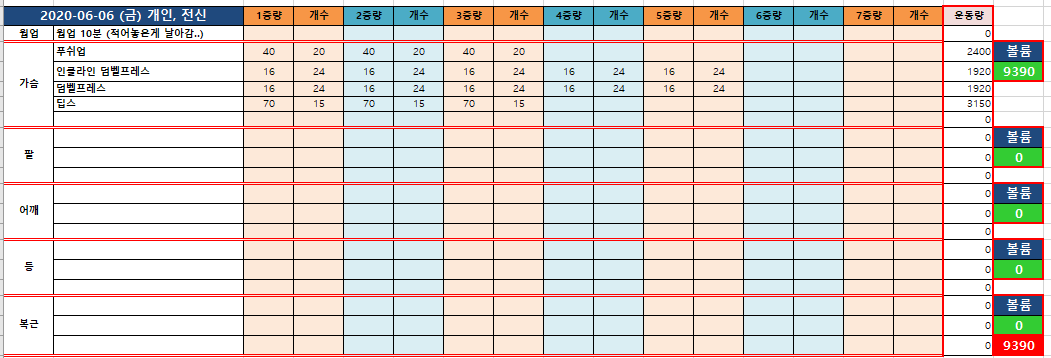 2020-06-06 (금) 개인, 전신 1중량 개수 2중량 개수 3중량 개수 4중량 개수 5중량 개수 6중량 개수 7중량 개수 운동량
웜업 웜업 10분 (적어놓은게 날아감..) 0
가슴 푸쉬업 40 20 40 20 40 20 2400 볼륨
인클라인 덤벨프레스 16 24 16 24 16 24 16 24 16 24 1920 9390
덤벨프레스 16 24 16 24 16 24 16 24 16 24 1920
딥스 70 15 70 15 70 15 3150
0
팔 0 볼륨
0 0
0
어깨 0 볼륨
0 0
0
등 0 볼륨
0 0
0
복근 0 볼륨
0 0
0 9390